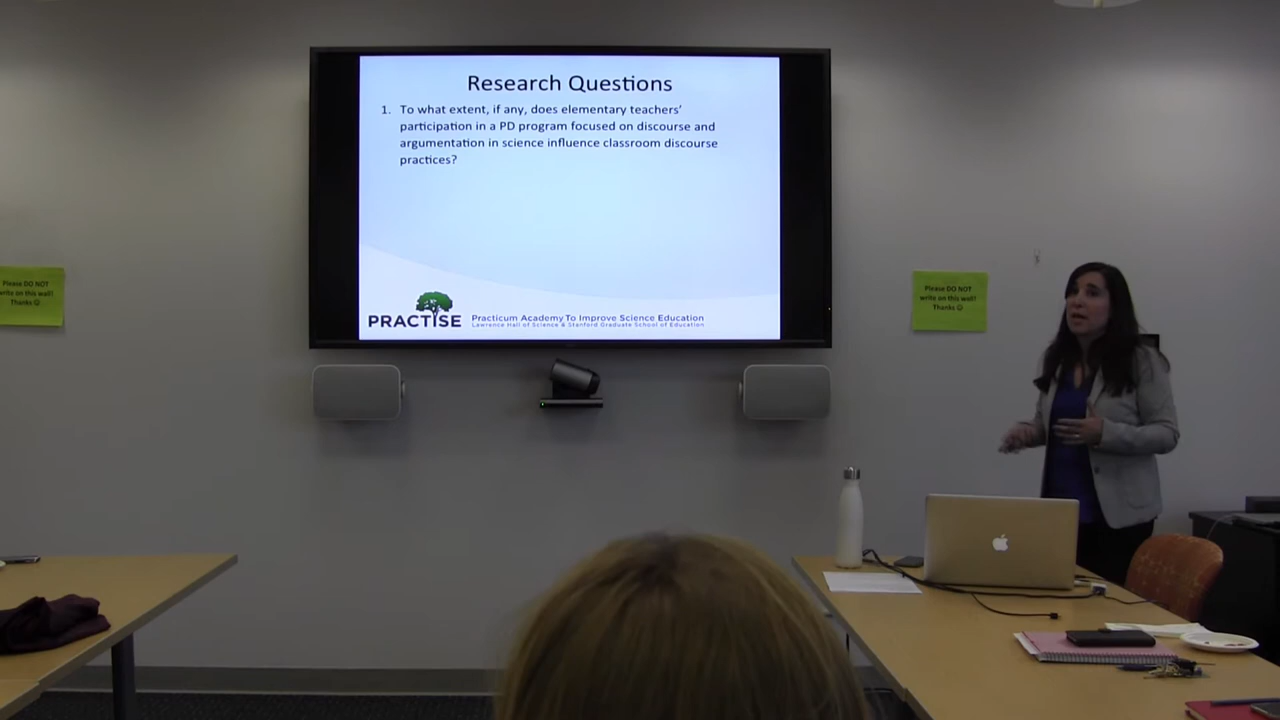 Research Questions
1. To what extent, if any, does elementary teachers'
participation in a PD program focused on discourse and
argumentation in science influence classroom discourse
practices?
PRACTISE
Practicum Academy To Improve Science Education
Lawrence Hall of Science & Stanford Graduate School of Education
Please DO NOT
write on this wall!
Thanks ☺
Please DO NOT
write on this wall!
Thanks ☺